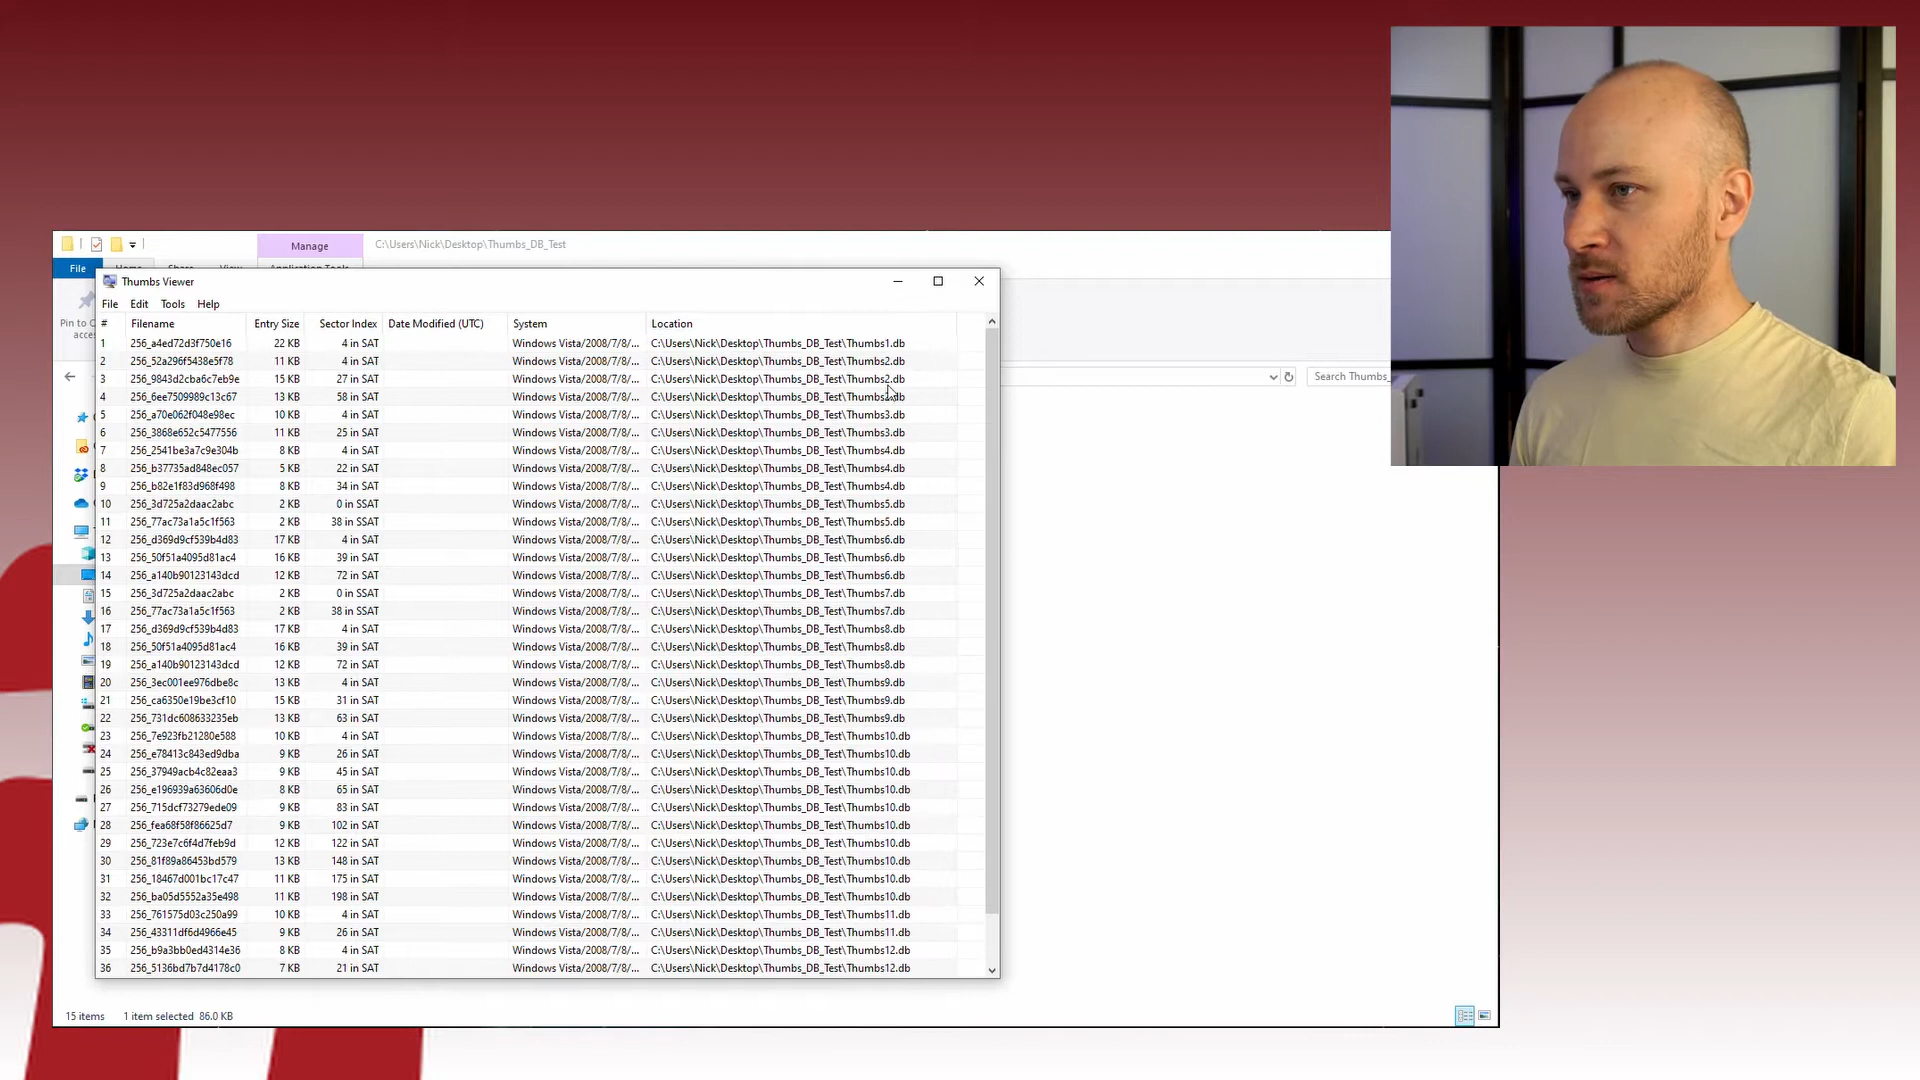 Manage C:\Users\Nick\Desktop\Thumbs_DB_Test
File Home Share View Application Tools
Thumbs Viewer
File Edit Tools Help
Pin to
acces
Search Thumbs_
# Filename Entry Size Sector Index Date Modified (UTC) System Location
1 256_a4ed72d3f750e16 22 KB 4 in SAT Windows Vista/2008/7/8/... C:\Users\Nick\Desktop\Thumbs_DB_Test\Thumbs1.db
2 256_52a296f5438e5f78 11 KB 4 in SAT Windows Vista/2008/7/8/... C:\Users\Nick\Desktop\Thumbs_DB_Test\Thumbs2.db
3 256_9843d2cba6c7eb9e 15 KB 27 in SAT Windows Vista/2008/7/8/... C:\Users\Nick\Desktop\Thumbs_DB_Test\Thumbs2.db
4 256_6ee7509989c13c67 13 KB 58 in SAT Windows Vista/2008/7/8/...
5 256_a70e062f048e98ec 10 KB 4 in SAT Windows Vista/2008/7/8/... C:\Users\Nick\Desktop\Thumbs_DB_Test\Thumbs3.db
6 256_3868e652c5477556 11 KB 25 in SAT Windows Vista/2008/7/8/... C:\Users\Nick\Desktop\Thumbs_DB_Test\Thumbs3.db
7 256_2541be3a7c9e304b 8 KB 4 in SAT Windows Vista/2008/7/8/... C:\Users\Nick\Desktop\Thumbs_DB_Test\Thumbs4.db
8 256_b37735ad848ec057 5 KB 22 in SAT Windows Vista/2008/7/8/... C:\Users\Nick\Desktop\Thumbs_DB_Test\Thumbs4.db
9 256_b82e1f83d968f498 8 KB 34 in SAT Windows Vista/2008/7/8/... C:\Users\Nick\Desktop\Thumbs_DB_Test\Thumbs4.db
10 256_3d725a2daac2abc 2 KB 0 in SSAT Windows Vista/2008/7/8/... C:\Users\Nick\Desktop\Thumbs_DB_Test\Thumbs5.db
11 256_77ac73a1a5c1f563 2 KB 38 in SSAT Windows Vista/2008/7/8/... C:\Users\Nick\Desktop\Thumbs_DB_Test\Thumbs5.db
12 256_d369d9cf539b4d83 17 KB 4 in SAT Windows Vista/2008/7/8/... C:\Users\Nick\Desktop\Thumbs_DB_Test\Thumbs6.db
13 256_50f51a4095d81ac4 16 KB 39 in SAT Windows Vista/2008/7/8/... C:\Users\Nick\Desktop\Thumbs_DB_Test\Thumbs6.db
14 256_a140b90123143dcd 12 KB 72 in SAT Windows Vista/2008/7/8/... C:\Users\Nick\Desktop\Thumbs_DB_Test\Thumbs6.db
15 256_3d725a2daac2abc 2 KB 0 in SSAT Windows Vista/2008/7/8/... C:\Users\Nick\Desktop\Thumbs_DB_Test\Thumbs7.db
16 256_77ac73a1a5c1f563 2 KB 38 in SSAT Windows Vista/2008/7/8/... C:\Users\Nick\Desktop\Thumbs_DB_Test\Thumbs7.db
17 256_d369d9cf539b4d83 17 KB 4 in SAT Windows Vista/2008/7/8/... C:\Users\Nick\Desktop\Thumbs_DB_Test\Thumbs8.db
18 256_50f51a4095d81ac4 16 KB 39 in SAT Windows Vista/2008/7/8/... C:\Users\Nick\Desktop\Thumbs_DB_Test\Thumbs8.db
19 256_a140b90123143dcd 12 KB 72 in SAT Windows Vista/2008/7/8/... C:\Users\Nick\Desktop\Thumbs_DB_Test\Thumbs8.db
20 256_3ec001ee976dbe8c 13 KB 4 in SAT Windows Vista/2008/7/8/... C:\Users\Nick\Desktop\Thumbs_DB_Test\Thumbs9.db
21 256_ca6350e19be3cf10 15 KB 31 in SAT Windows Vista/2008/7/8/... C:\Users\Nick\Desktop\Thumbs_DB_Test\Thumbs9.db
22 256_731dc608633235eb 13 KB 63 in SAT Windows Vista/2008/7/8/... C:\Users\Nick\Desktop\Thumbs_DB_Test\Thumbs9.db
23 256_7e923fb21280e588 10 KB 4 in SAT Windows Vista/2008/7/8/... C:\Users\Nick\Desktop\Thumbs_DB_Test\Thumbs10.db
24 256_e78413c843ed9dba 9 KB 26 in SAT Windows Vista/2008/7/8/... C:\Users\Nick\Desktop\Thumbs_DB_Test\Thumbs10.db
25 256_37949acb4c82eaa3 9 KB 45 in SAT Windows Vista/2008/7/8/... C:\Users\Nick\Desktop\Thumbs_DB_Test\Thumbs10.db
26 256_e196939a63606d0e 8 KB 65 in SAT Windows Vista/2008/7/8/... C:\Users\Nick\Desktop\Thumbs_DB_Test\Thumbs10.db
27 256_715dcf73279ede09 9 KB 83 in SAT Windows Vista/2008/7/8/... C:\Users\Nick\Desktop\Thumbs_DB_Test\Thumbs10.db
28 256_fea68f58f86625d7 9 KB 102 in SAT Windows Vista/2008/7/8/... C:\Users\Nick\Desktop\Thumbs_DB_Test\Thumbs10.db
29 256_723e7c6f4d7feb9d 12 KB 122 in SAT Windows Vista/2008/7/8/... C:\Users\Nick\Desktop\Thumbs_DB_Test\Thumbs10.db
30 256_81f89a86453bd579 13 KB 148 in SAT Windows Vista/2008/7/8/... C:\Users\Nick\Desktop\Thumbs_DB_Test\Thumbs10.db
31 256_18467d001bc17c47 11 KB 175 in SAT Windows Vista/2008/7/8/... C:\Users\Nick\Desktop\Thumbs_DB_Test\Thumbs10.db
32 256_ba05d5552a35e498 11 KB 198 in SAT Windows Vista/2008/7/8/... C:\Users\Nick\Desktop\Thumbs_DB_Test\Thumbs10.db
33 256_761575d03c250a99 10 KB 4 in SAT Windows Vista/2008/7/8/... C:\Users\Nick\Desktop\Thumbs_DB_Test\Thumbs11.db
34 256_43311df6d4966e45 9 KB 26 in SAT Windows Vista/2008/7/8/... C:\Users\Nick\Desktop\Thumbs_DB_Test\Thumbs11.db
35 256_b9a3bb0ed4314e36 8 KB 4 in SAT Windows Vista/2008/7/8/... C:\Users\Nick\Desktop\Thumbs_DB_Test\Thumbs12.db
36 256_5136bd7b7d4178c0 7 KB 21 in SAT Windows Vista/2008/7/8/... C:\Users\Nick\Desktop\Thumbs_DB_Test\Thumbs12.db
15 items 1 item selected 86.0 KB